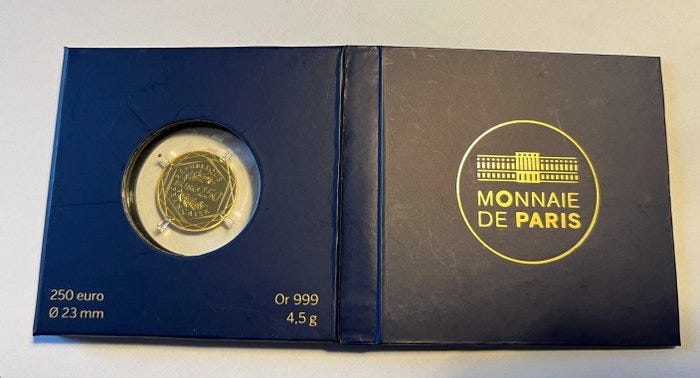 250 euro
Ø 23 mm
Or 999
4,5 g
MONNAIE
DE PARIS